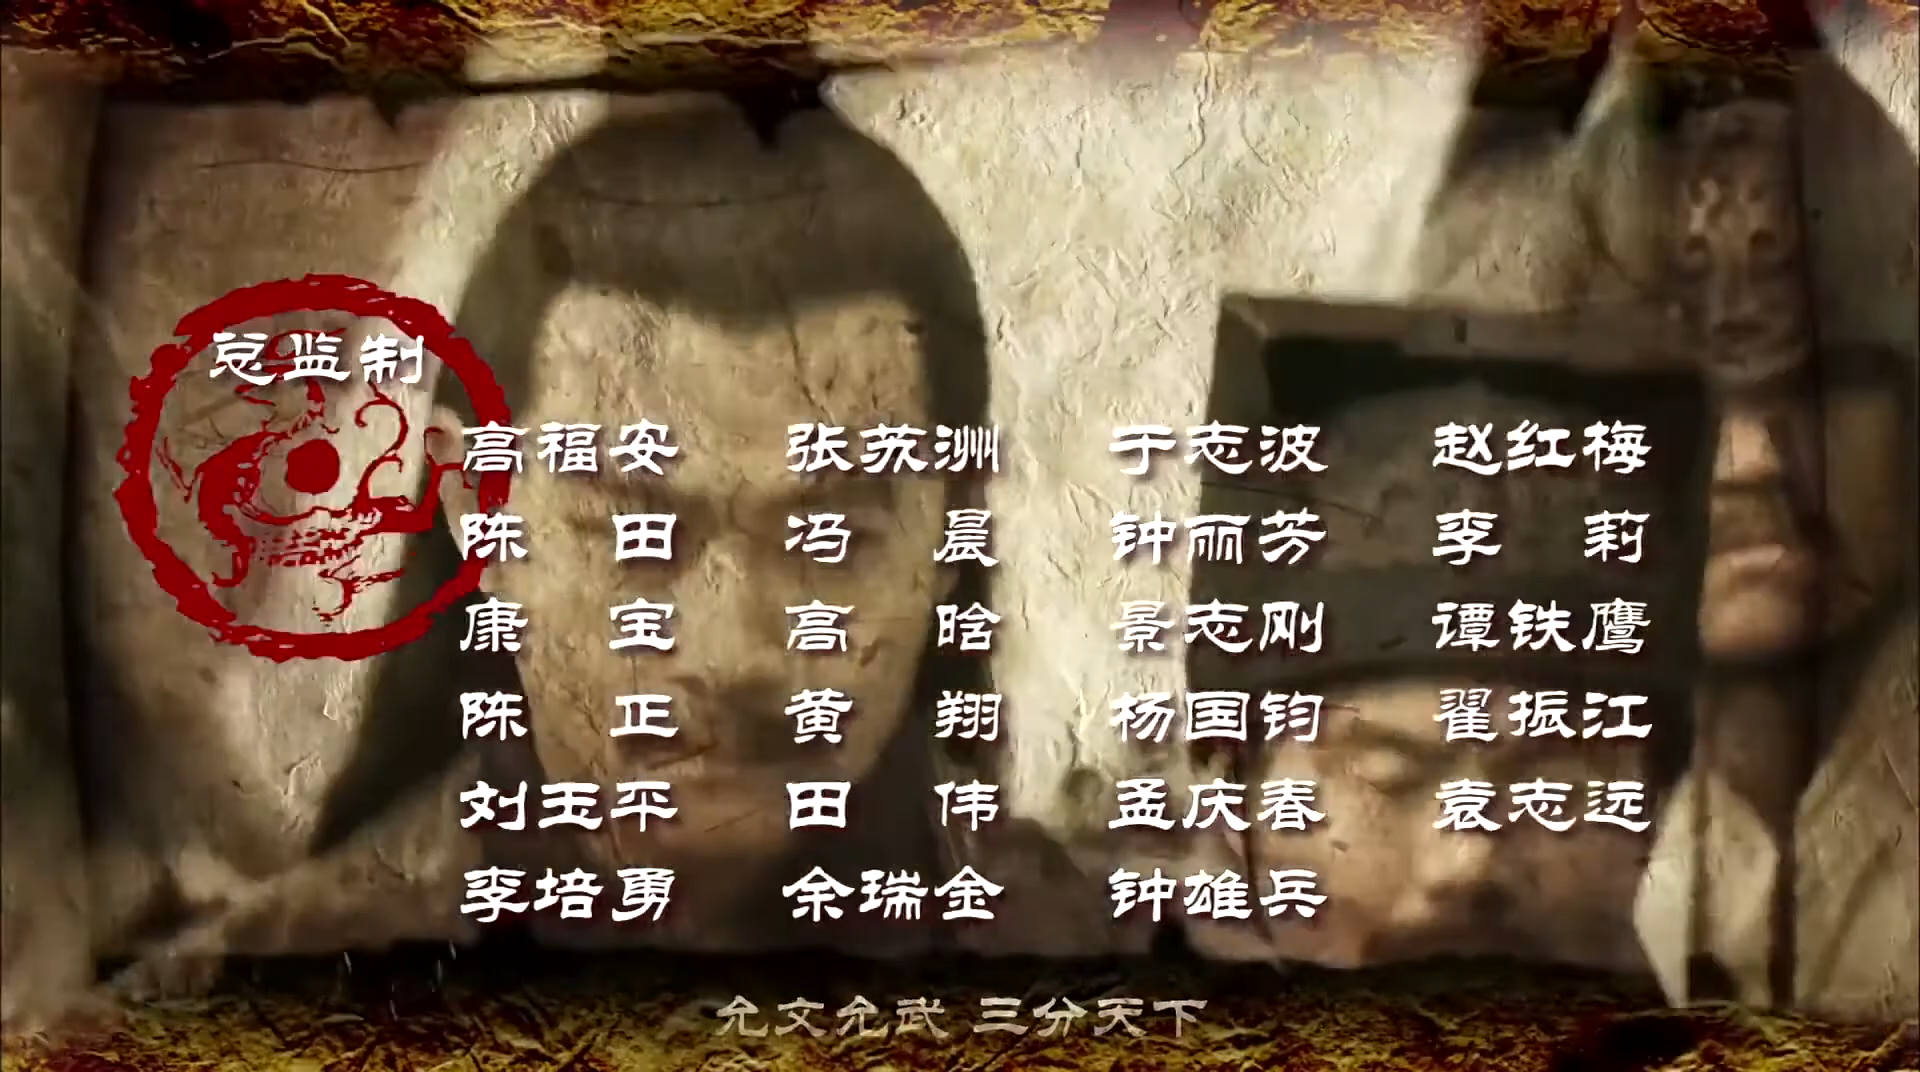 总监制
高福安 张苏洲 于志波 赵红梅
陈田 冯晨 钟丽芳 李莉
康宝 高晗 景志刚 谭铁鹰
陈正 黄翔 杨国钧 翟振江
刘玉平 田伟 孟庆春 袁志远
李培勇 余瑞金 钟雄兵
允文允武 三分天下